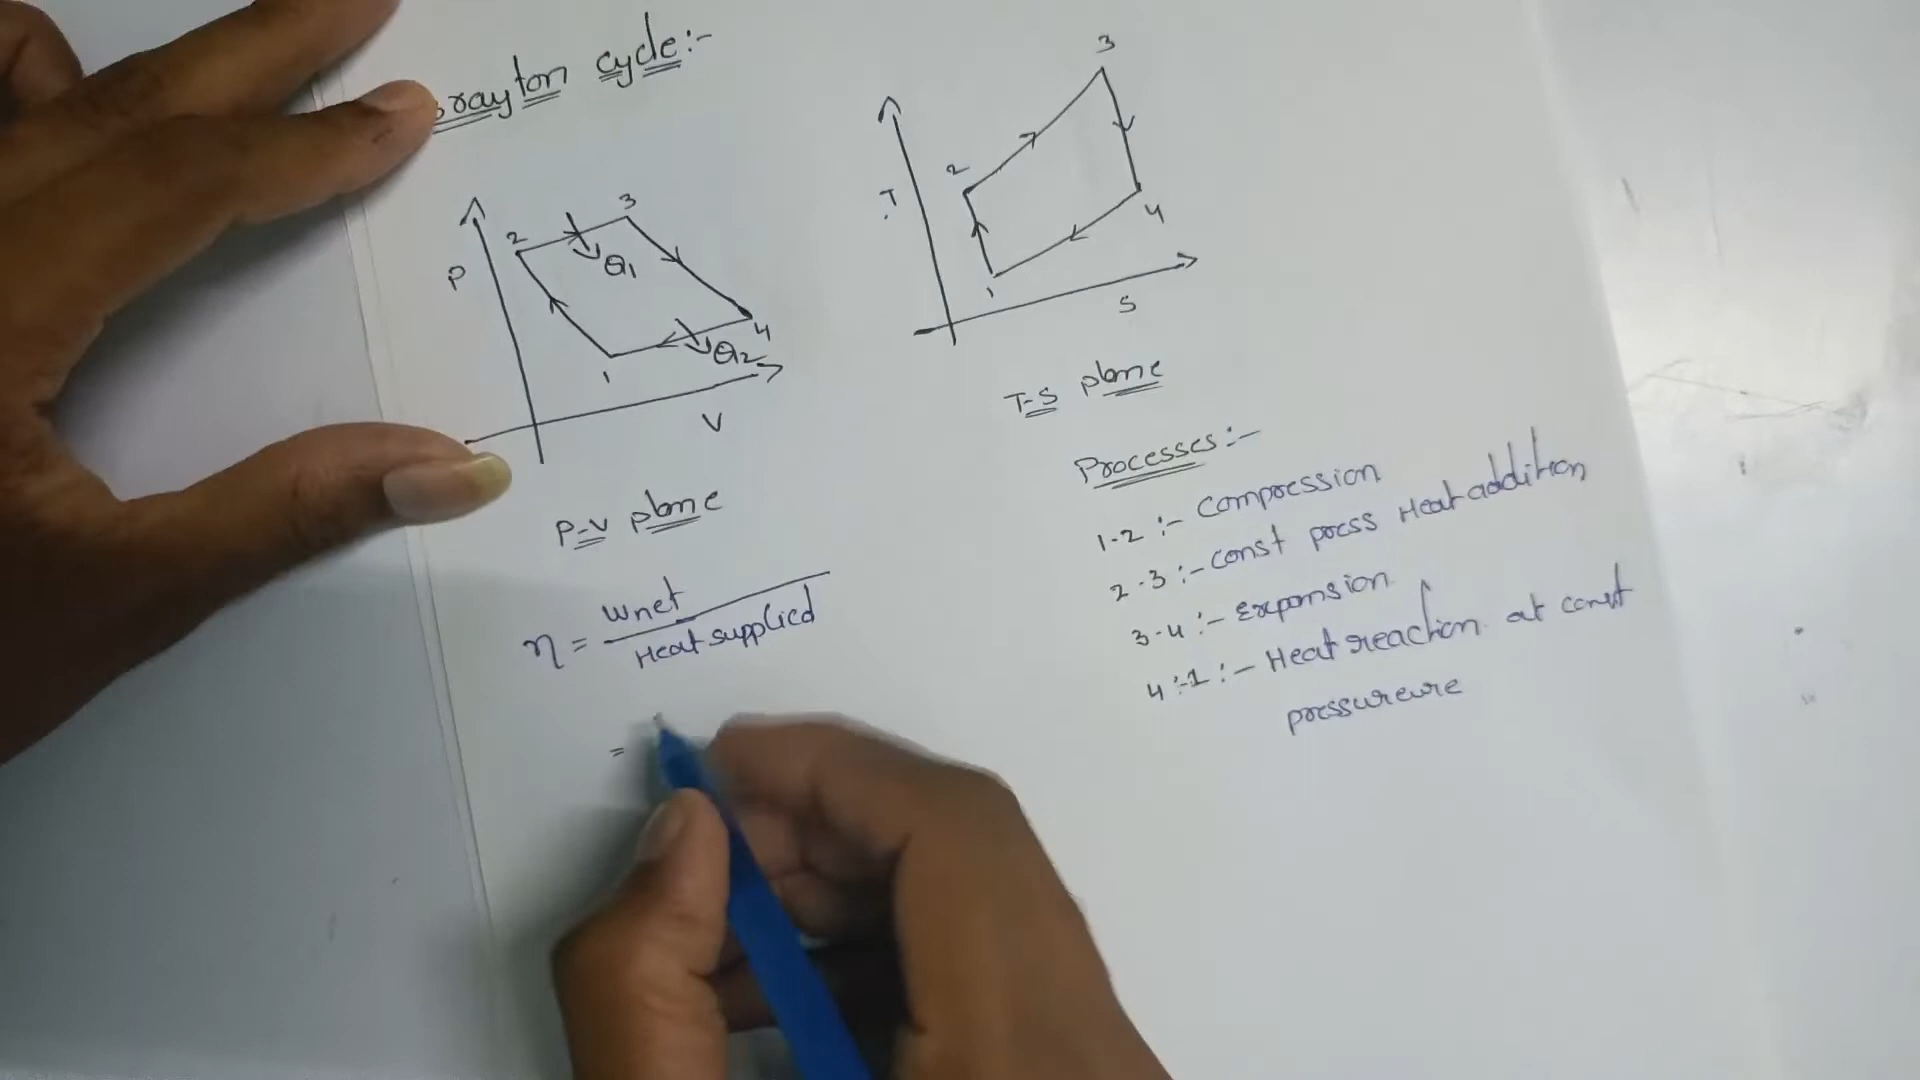 rayton cycle:-
P
2
3
Q1
1
4
Q2
V
P-V plane
T
2
3
4
1
S
T-S plane
Processes:-
1-2 :- Compression
2-3 :- const press Heat addition
3-4 :- Expansion
4:-1 :- Heat reaction at const
pressureure
η = Wnet
Heat supplied
=